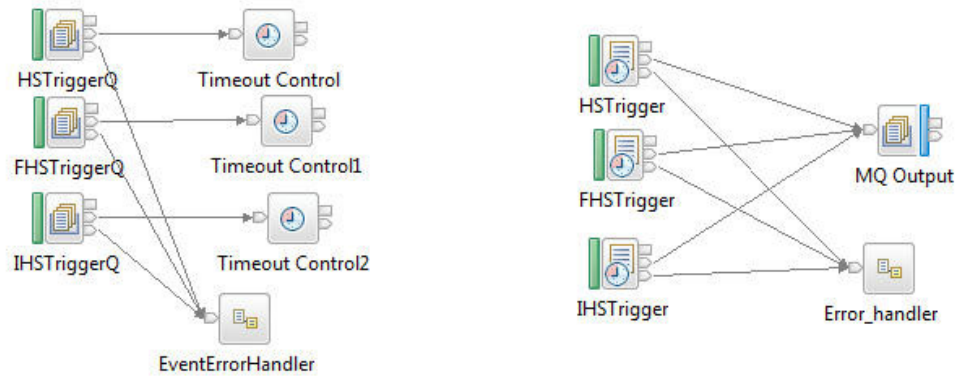 HSTriggerQ
Timeout Control
FHSTriggerQ
Timeout Control1
IHSTriggerQ
Timeout Control2
EventErrorHandler
HSTrigger
MQ Output
FHSTrigger
IHSTrigger
Error_handler